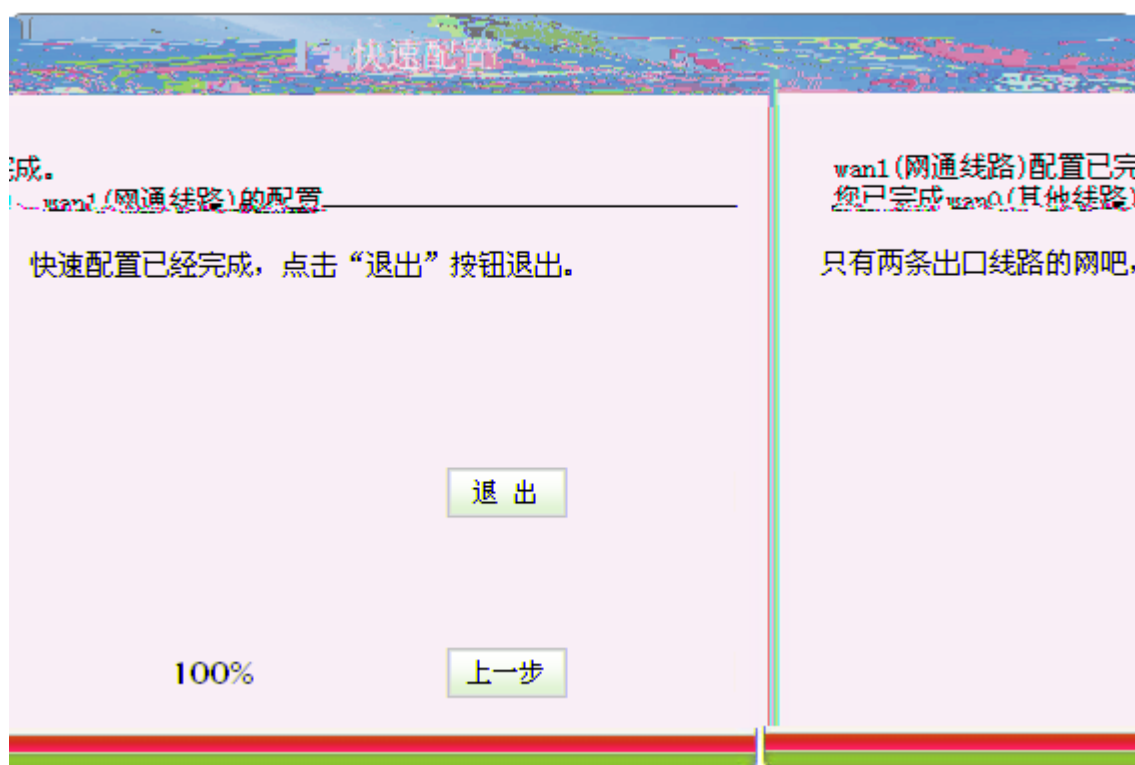 快速配置
成。
wan1(网通线路)的配置
快速配置已经完成，点击“退出”按钮退出。
退 出
100%
上一步
wan1(网通线路)配置已完
您已完成wan0(其他线路)
只有两条出口线路的网吧，